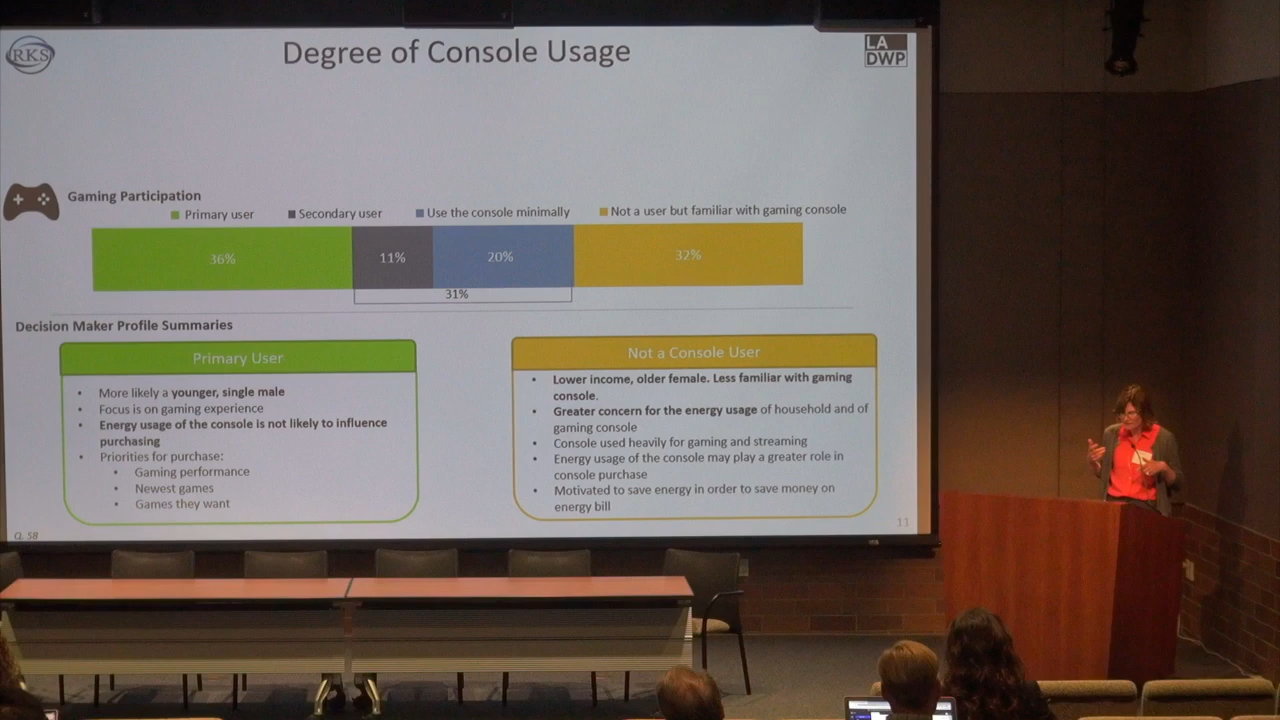 RKS
Degree of Console Usage
LA
DWP
Gaming Participation
Primary user
Secondary user
Use the console minimally
Not a user but familiar with gaming console
36%
11%
20%
32%
31%
Decision Maker Profile Summaries
Primary User
• More likely a younger, single male
• Focus is on gaming experience
• Energy usage of the console is not likely to influence
purchasing
• Priorities for purchase:
• Gaming performance
• Newest games
• Games they want
Not a Console User
• Lower income, older female. Less familiar with gaming
console.
• Greater concern for the energy usage of household and of
gaming console
• Console used heavily for gaming and streaming
• Energy usage of the console may play a greater role in
console purchase
• Motivated to save energy in order to save money on
energy bill
Q. 58
11